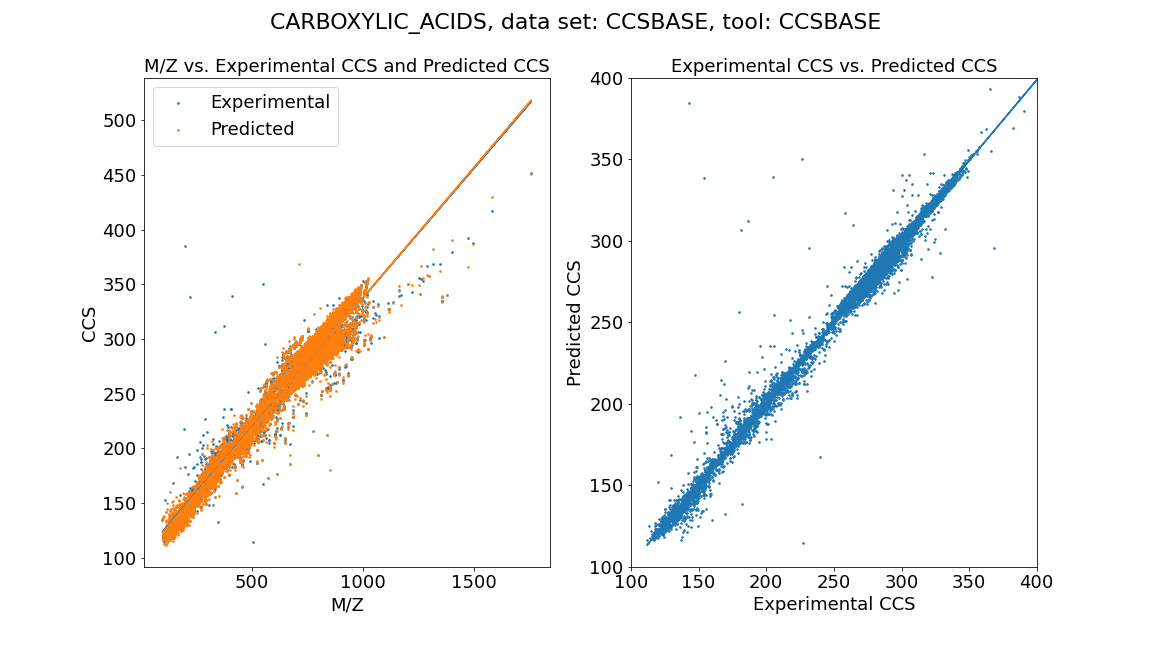 CARBOXYLIC_ACIDS, data set: CCSBASE, tool: CCSBASE
M/Z vs. Experimental CCS and Predicted CCS
Experimental
Predicted
CCS
500
450
400
350
300
250
200
150
100
500
1000
1500
M/Z
Experimental CCS vs. Predicted CCS
Predicted CCS
400
350
300
250
200
150
100
100
150
200
250
300
350
400
Experimental CCS